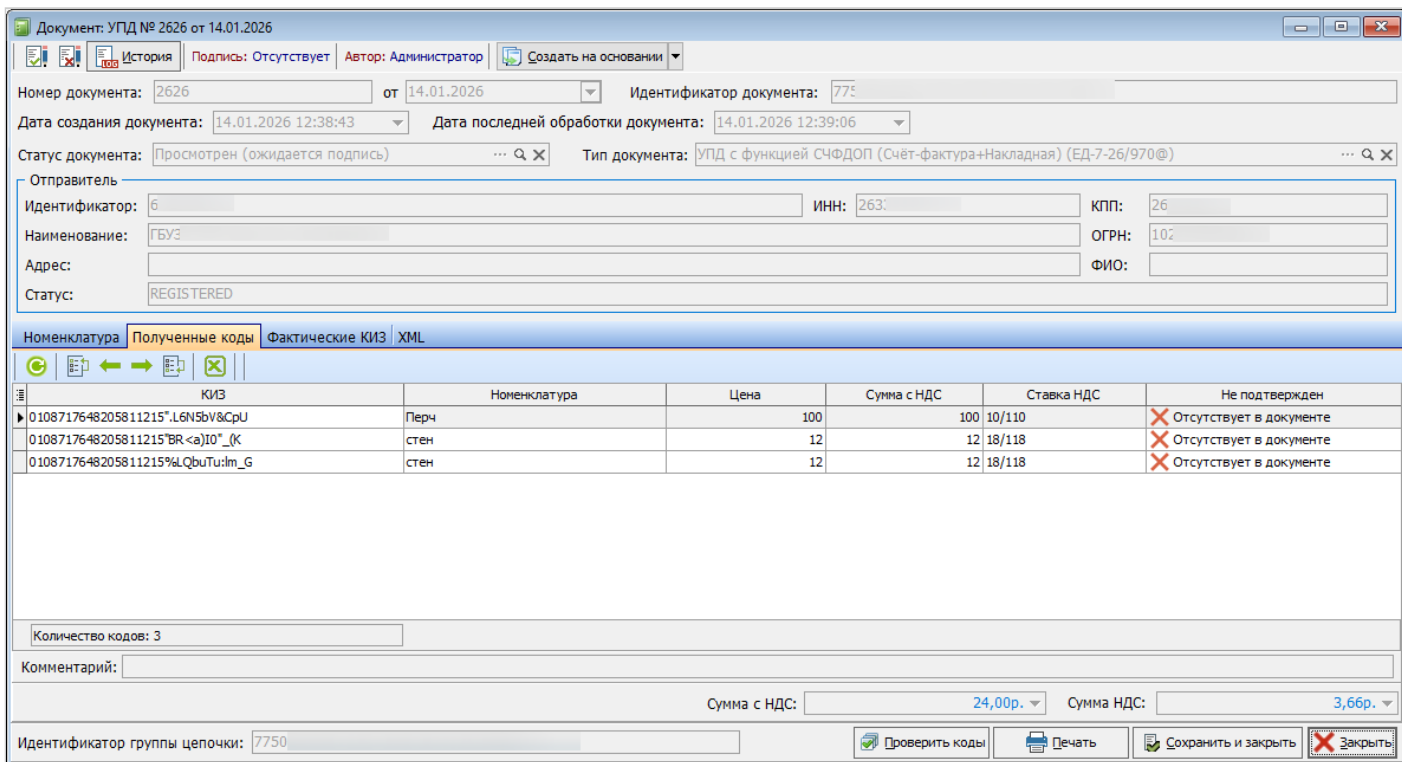 Документ: УПД № 2626 от 14.01.2026
История Подпись: Отсутствует Автор: Администратор Создать на основании
Номер документа: 2626 от 14.01.2026 Идентификатор документа: 775
Дата создания документа: 14.01.2026 12:38:43 Дата последней обработки документа: 14.01.2026 12:39:06
Статус документа: Просмотрен (ожидается подпись) Тип документа: УПД с функцией СЧФДОП (Счёт-фактура+Накладная) (ЕД-7-26/970@)
Отправитель
Идентификатор: 6 ИНН: 263 КПП: 26
Наименование: ГБУЗ ОГРН: 102
Адрес: ФИО:
Статус: REGISTERED
Номенклатура Полученные коды Фактические КИЗ XML
КИЗ Номенклатура Цена Сумма с НДС Ставка НДС Не подтвержден
0108717648205811215".L6N5bV&CpU Перч 100 100 10/110 Отсутствует в документе
0108717648205811215"BR<a)I0"_(K стен 12 12 18/118 Отсутствует в документе
0108717648205811215%LQbuTu:lm_G стен 12 12 18/118 Отсутствует в документе
Количество кодов: 3
Комментарий:
Сумма с НДС: 24,00р. Сумма НДС: 3,66р.
Идентификатор группы цепочки: 7750 Проверить коды Печать Сохранить и закрыть Закрыть